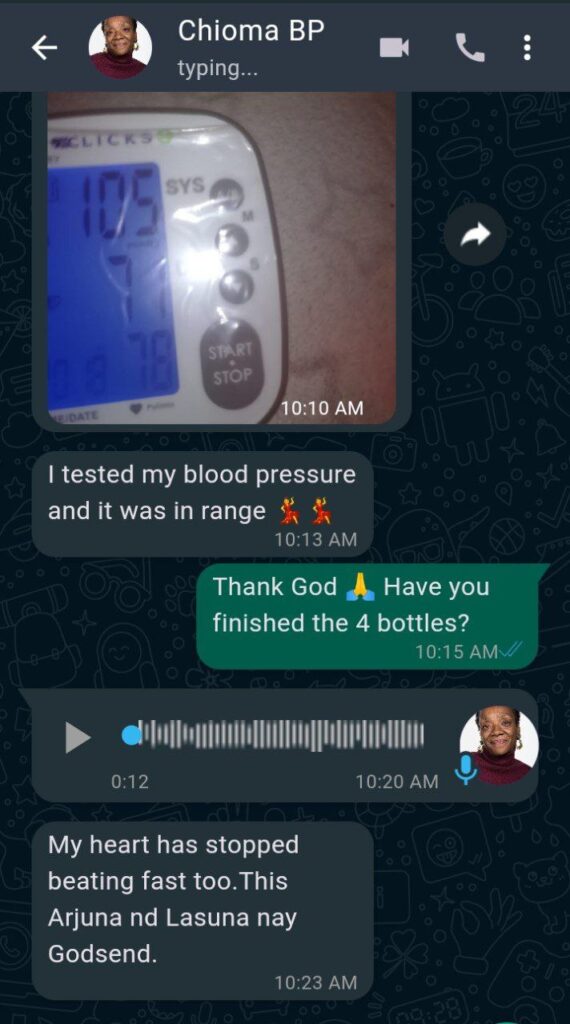 Chioma BP
typing...
CLICKS
105 SYS
M
71
S
78
START
STOP
10:10 AM
I tested my blood pressure
and it was in range 💃 💃
10:13 AM
Thank God 🙏 Have you
finished the 4 bottles?
10:15 AM
0:12
10:20 AM
My heart has stopped
beating fast too.This
Arjuna nd Lasuna nay
Godsend.
10:23 AM